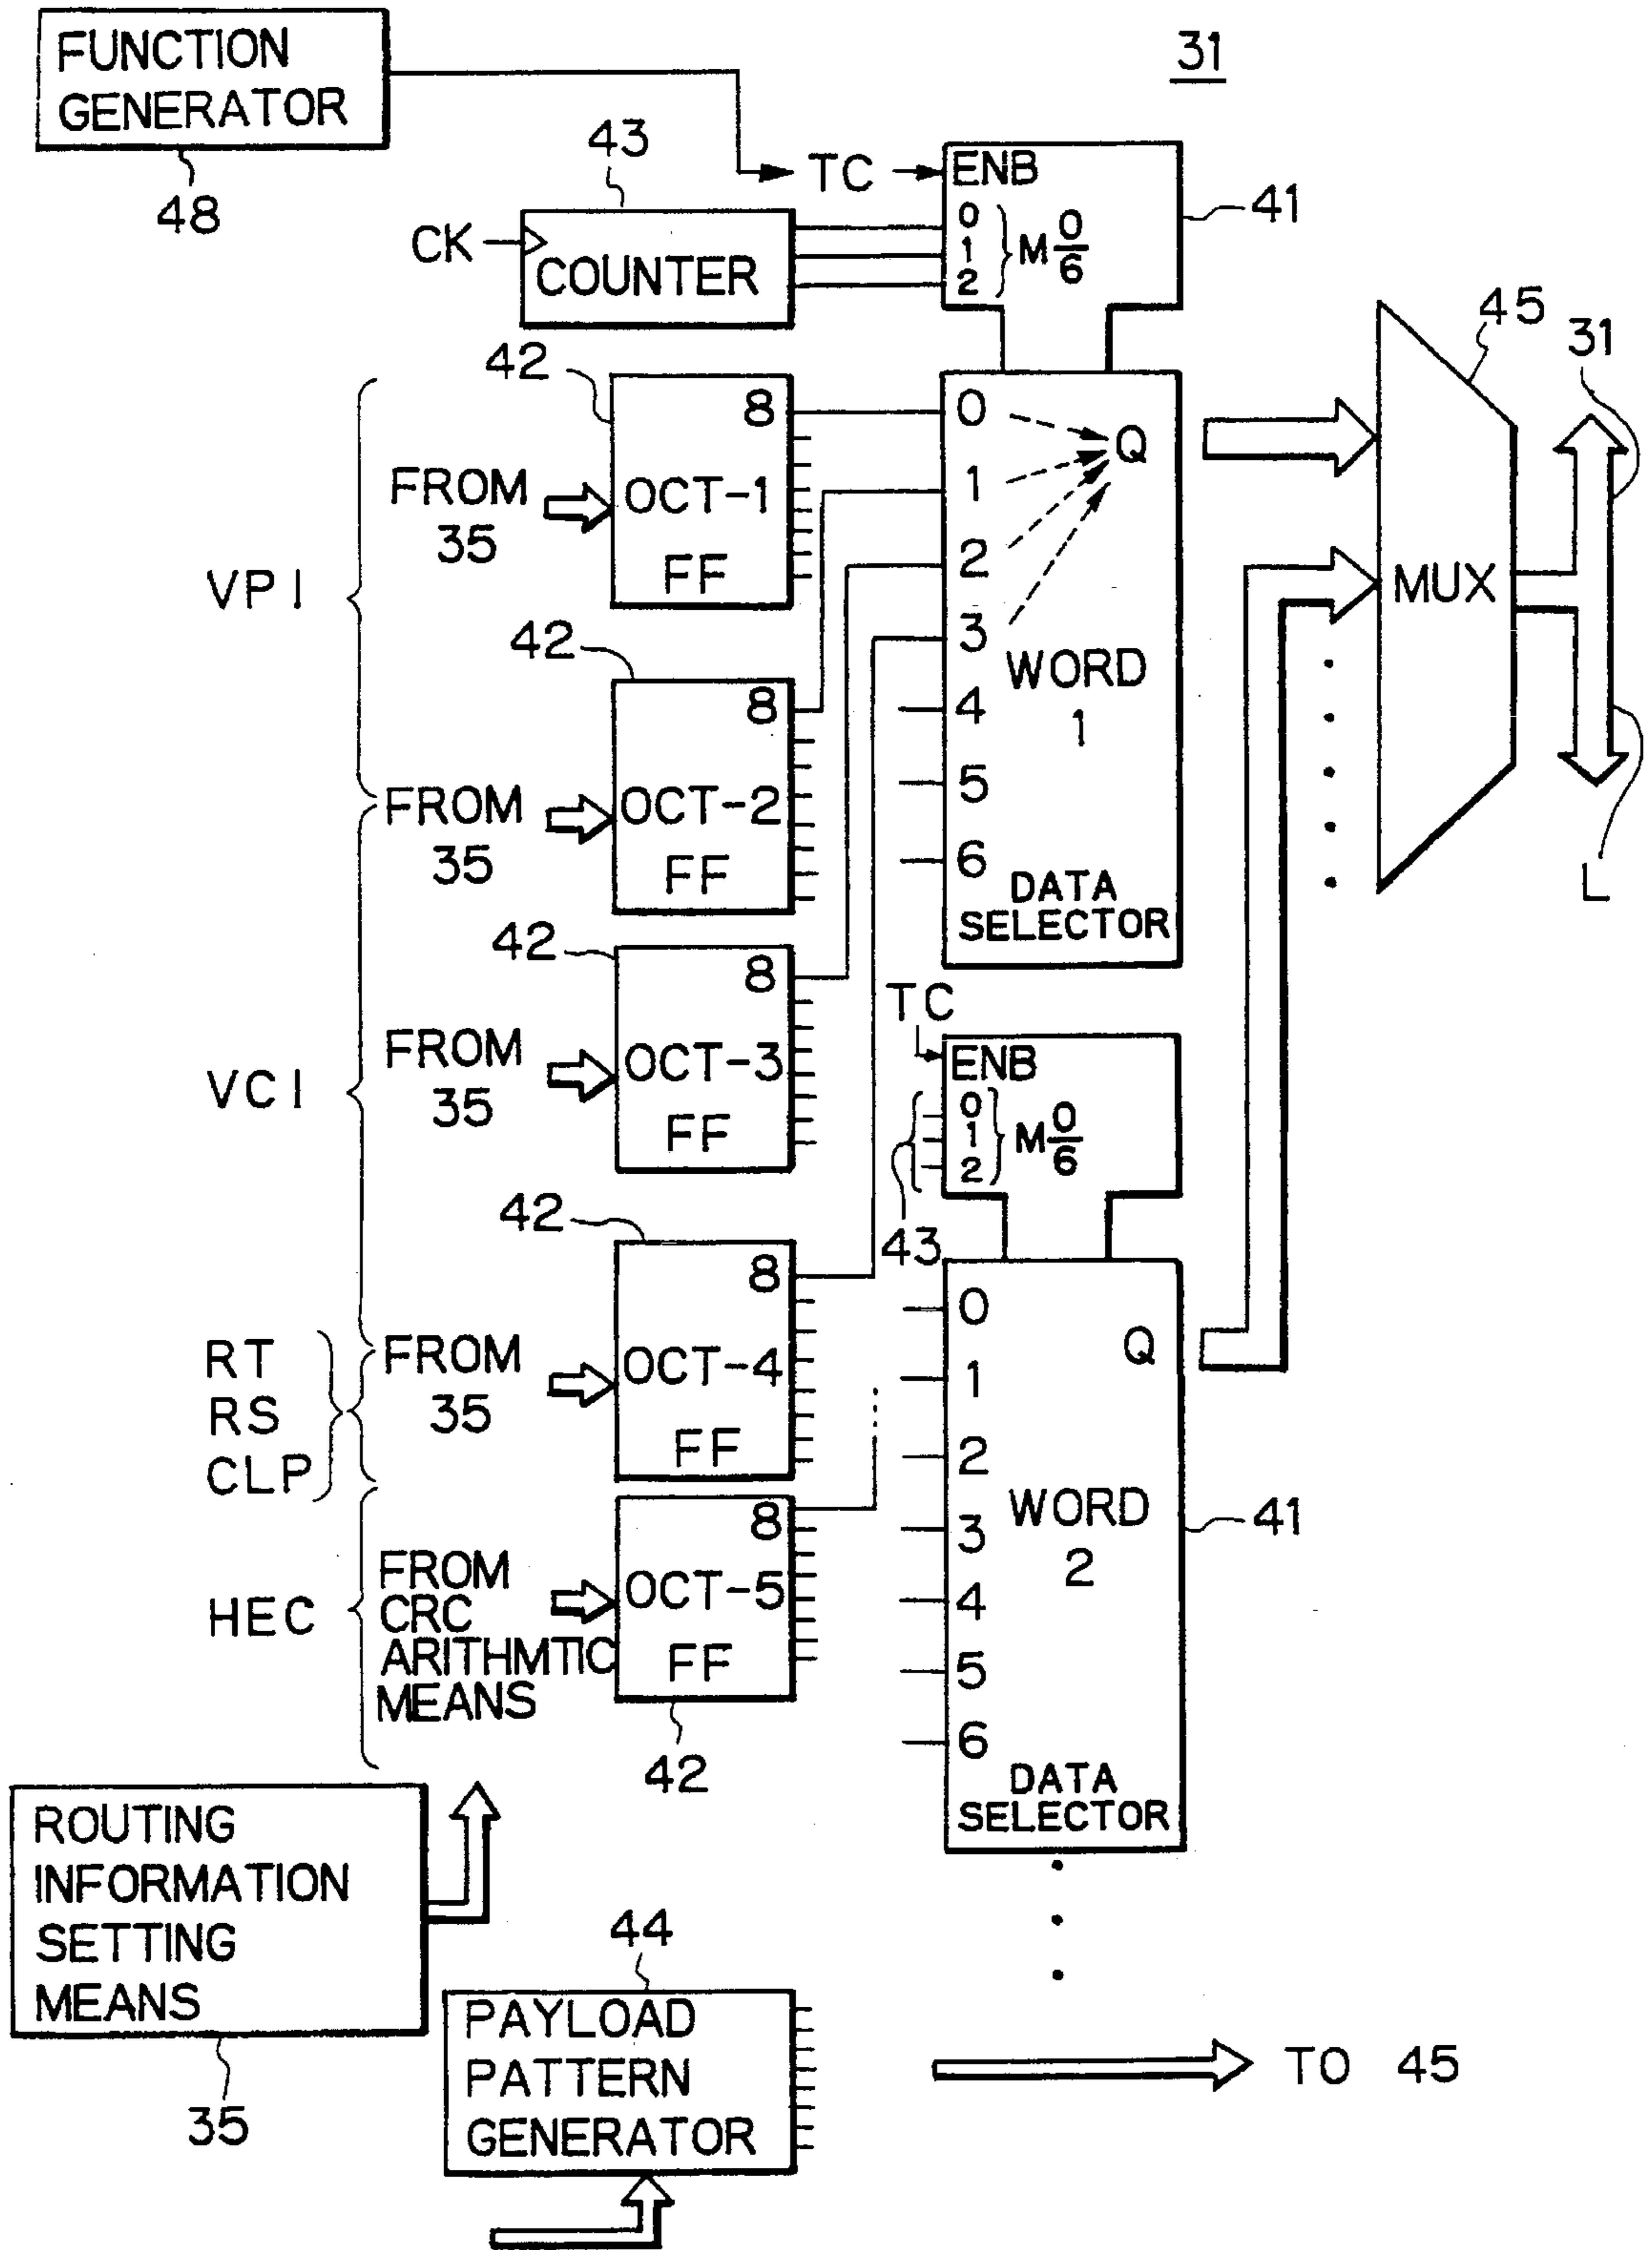 FUNCTION
GENERATOR
48
31
43
TC
ENB
0
1
2
M 0/6
41
CK
COUNTER
45
31
42
8
OCT-1
FF
FROM
35
VPI
0
1
2
3
4
5
6
Q
WORD
1
DATA
SELECTOR
MUX
L
42
8
OCT-2
FF
FROM
35
42
8
OCT-3
FF
FROM
35
VCI
TC
ENB
0
1
2
M 0/6
43
42
8
OCT-4
FF
FROM
35
RT
RS
CLP
0
1
2
3
4
5
6
Q
WORD
2
DATA
SELECTOR
41
8
OCT-5
FF
42
HEC
FROM
CRC
ARITHMTIC
MEANS
ROUTING
INFORMATION
SETTING
MEANS
35
44
PAYLOAD
PATTERN
GENERATOR
TO 45